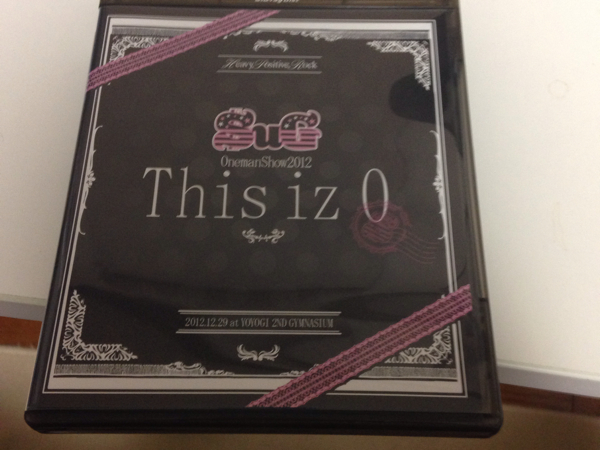 Heavy Positive Rock
SuG
OnemanShow2012
This iz 0
2012.12.29 at YOYOGI 2ND GYMNASIUM